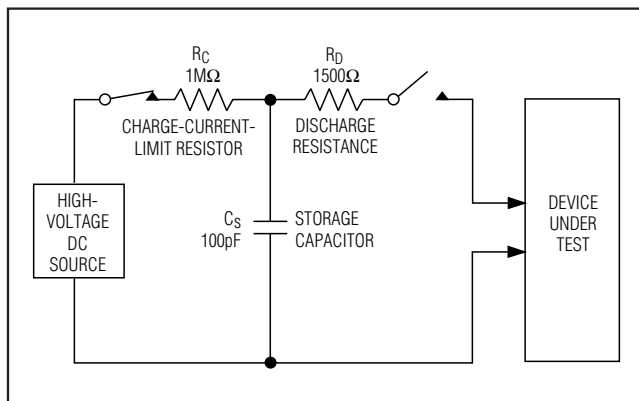 R_C
1MΩ
CHARGE-CURRENT-
LIMIT RESISTOR
R_D
1500Ω
DISCHARGE
RESISTANCE
HIGH-
VOLTAGE
DC
SOURCE
C_S
100pF
STORAGE
CAPACITOR
DEVICE
UNDER
TEST